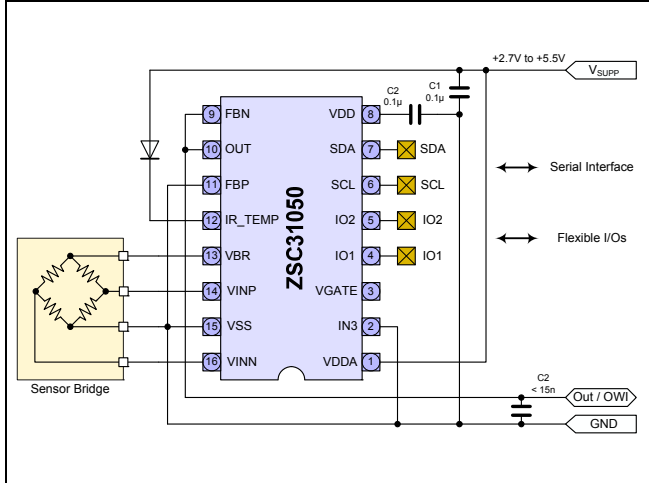 +2.7V to +5.5V
VSUPP
C2
0.1µ
C1
0.1µ
9 FBN
VDD 8
10 OUT
SDA 7 SDA
11 FBP
SCL 6 SCL
12 IR_TEMP
IO2 5 IO2
13 VBR
IO1 4 IO1
14 VINP
VGATE 3
15 VSS
IN3 2
16 VINN
VDDA 1
ZSC31050
Serial Interface
Flexible I/Os
Sensor Bridge
C2
< 15n
Out / OWI
GND